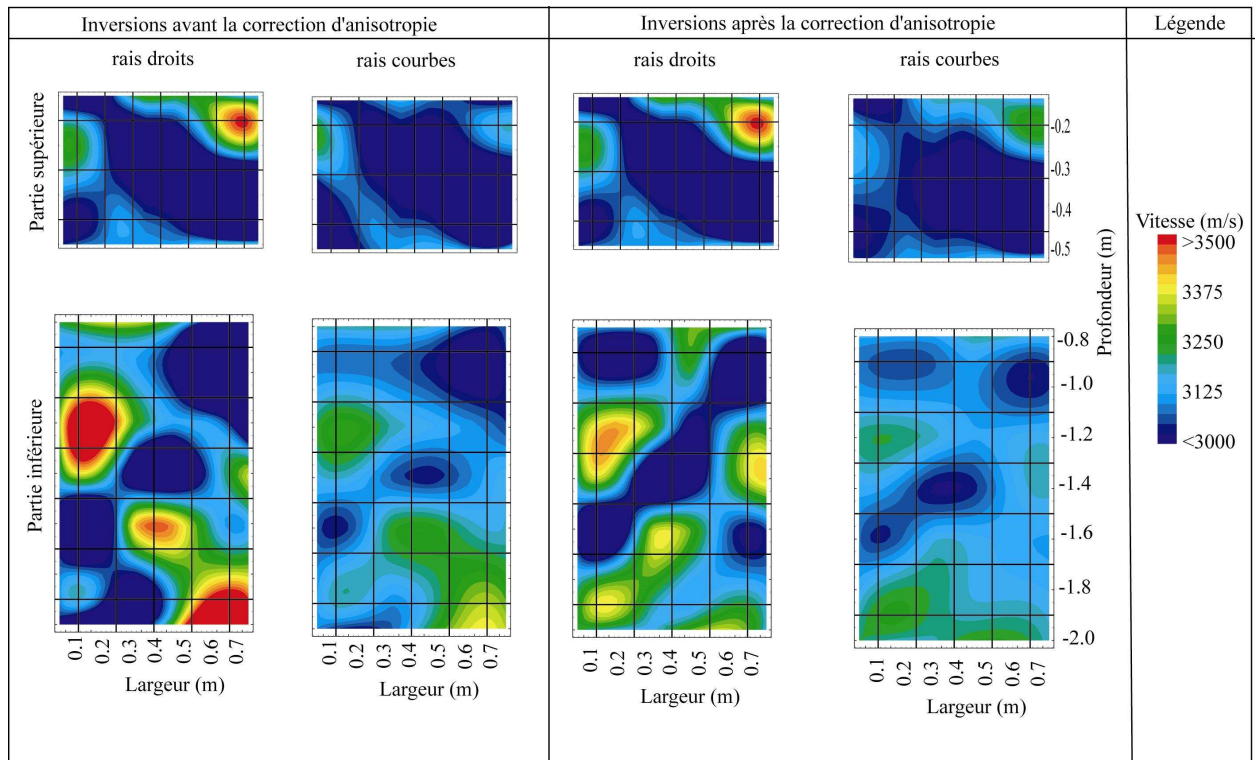 Inversions avant la correction d'anisotropie
Inversions après la correction d'anisotopie
Légende
rais droits
rais courbes
rais droits
rais courbes
Partie supérieure
-0.2
-0.3
-0.4
-0.5
Vitesse (m/s)
>3500
3375
3250
3125
<3000
Profondeur (m)
Partie inférieure
-0.8
-1.0
-1.2
-1.4
-1.6
-1.8
-2.0
0.1 0.2 0.3 0.4 0.5 0.6 0.7
0.1 0.2 0.3 0.4 0.5 0.6 0.7
0.1 0.2 0.3 0.4 0.5 0.6 0.7
0.1 0.2 0.3 0.4 0.5 0.6 0.7
Largeur (m)
Largeur (m)
Largeur (m)
Largeur (m)